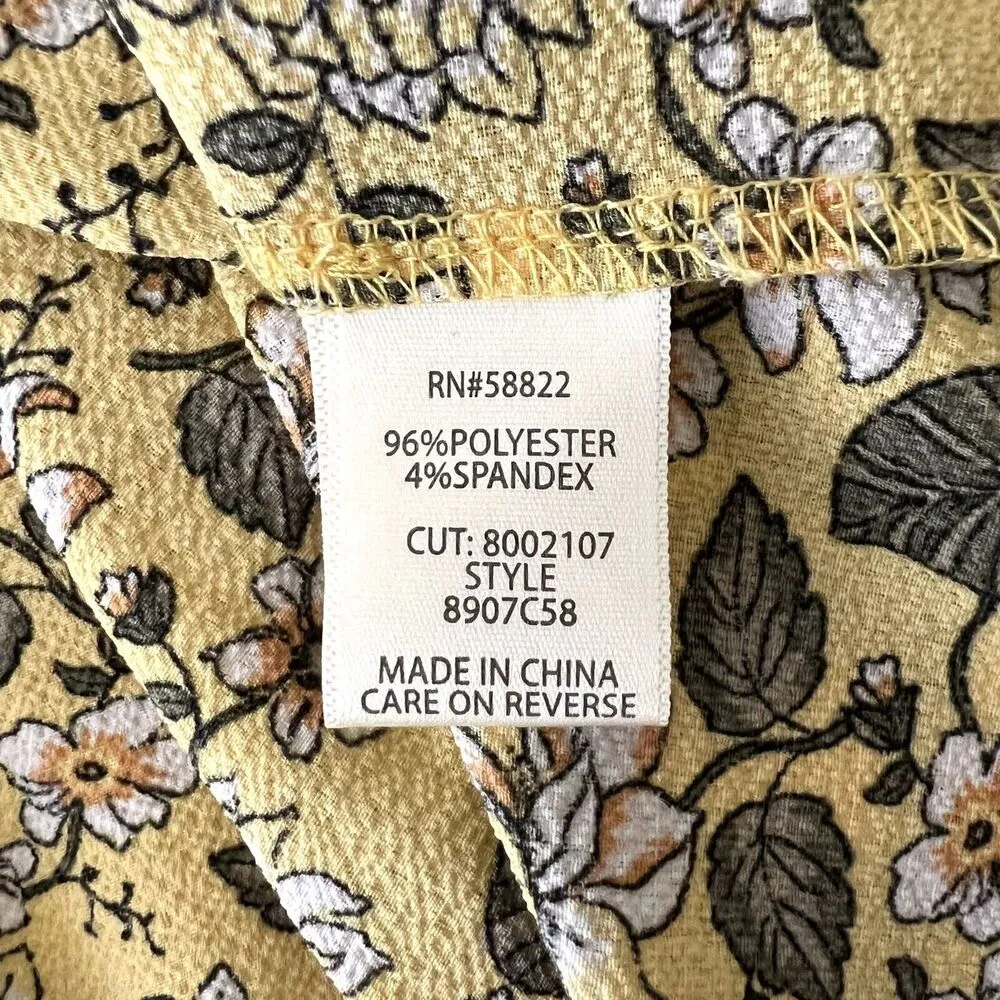 RN#58822
96%POLYESTER
4%SPANDEX
CUT: 8002107
STYLE
8907C58
MADE IN CHINA
CARE ON REVERSE